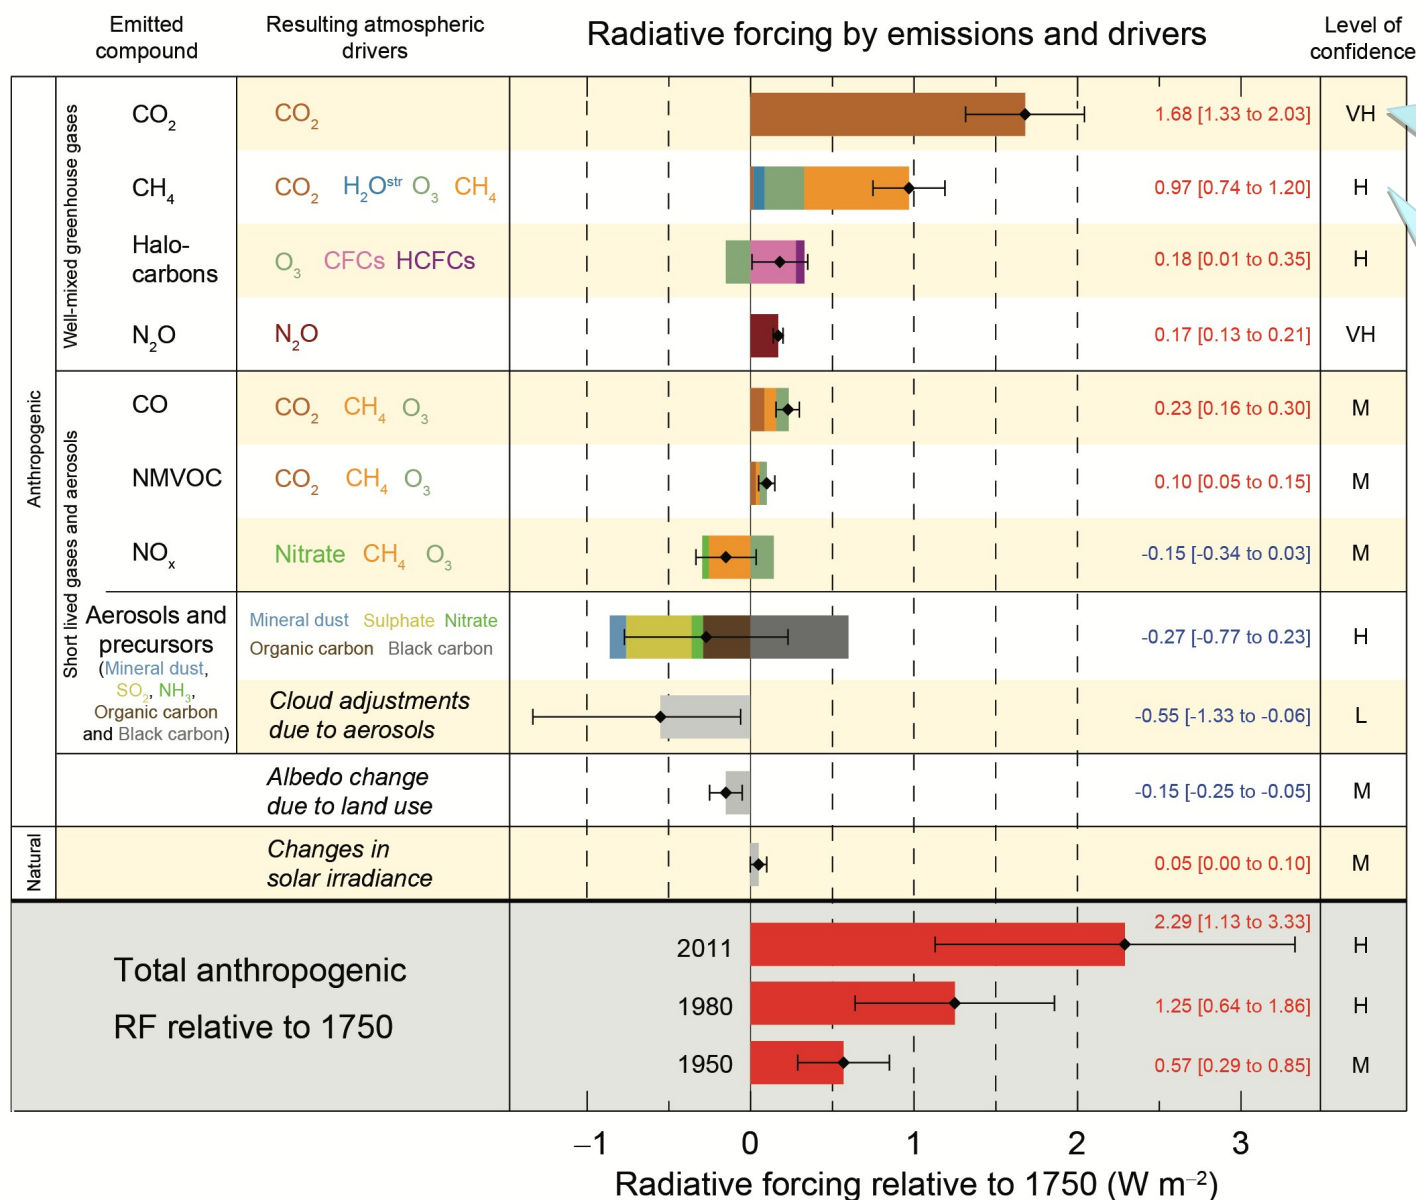 Emitted compound
Resulting atmospheric drivers
Radiative forcing by emissions and drivers
Level of confidence
Anthropogenic
Well-mixed greenhouse gases
CO₂
CO₂
1.68 [1.33 to 2.03]
VH
CH₄
CO₂ H₂Oˢᵗʳ O₃ CH₄
0.97 [0.74 to 1.20]
H
Halo-
carbons
O₃ CFCs HCFCs
0.18 [0.01 to 0.35]
H
N₂O
N₂O
0.17 [0.13 to 0.21]
VH
Short lived gases and aerosols
CO
CO₂ CH₄ O₃
0.23 [0.16 to 0.30]
M
NMVOC
CO₂ CH₄ O₃
0.10 [0.05 to 0.15]
M
NOₓ
Nitrate CH₄ O₃
-0.15 [-0.34 to 0.03]
M
Aerosols and
precursors
(Mineral dust,
SO₂, NH₃,
Organic carbon
and Black carbon)
Mineral dust Sulphate Nitrate
Organic carbon Black carbon
-0.27 [-0.77 to 0.23]
H
Cloud adjustments
due to aerosols
-0.55 [-1.33 to -0.06]
L
Albedo change
due to land use
-0.15 [-0.25 to -0.05]
M
Natural
Changes in
solar irradiance
0.05 [0.00 to 0.10]
M
Total anthropogenic
RF relative to 1750
2011
2.29 [1.13 to 3.33]
H
1980
1.25 [0.64 to 1.86]
H
1950
0.57 [0.29 to 0.85]
M
−1 0 1 2 3
Radiative forcing relative to 1750 (W m⁻²)